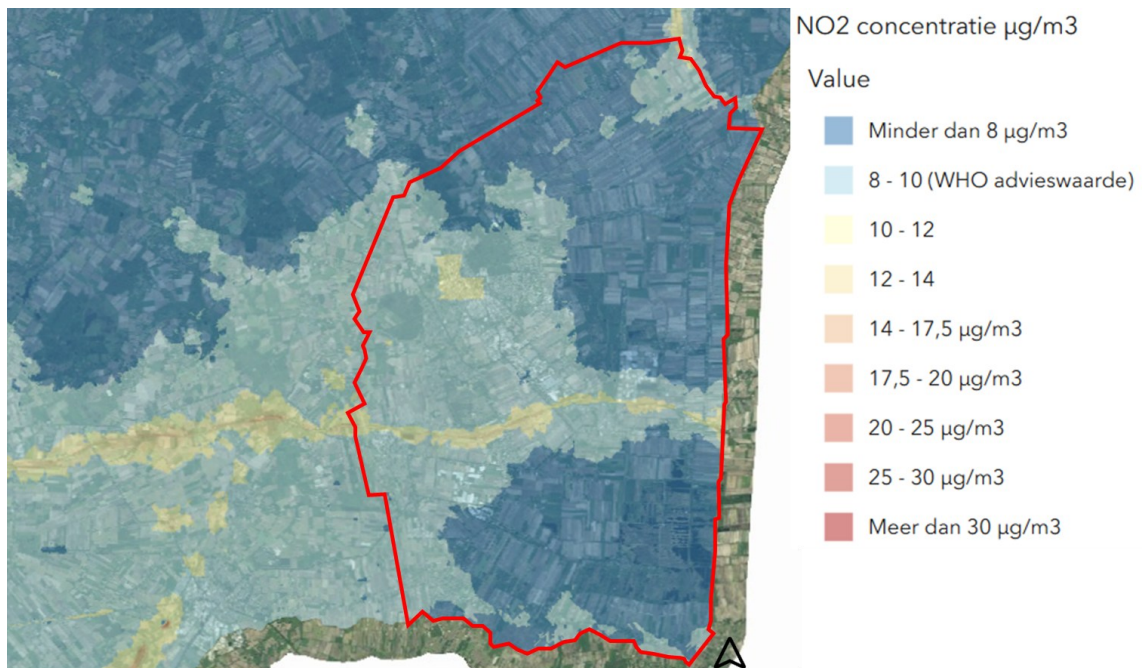 NO2 concentratie µg/m3
Value
Minder dan 8 µg/m3
8 - 10 (WHO advieswaarde)
10 - 12
12 - 14
14 - 17,5 µg/m3
17,5 - 20 µg/m3
20 - 25 µg/m3
25 - 30 µg/m3
Meer dan 30 µg/m3